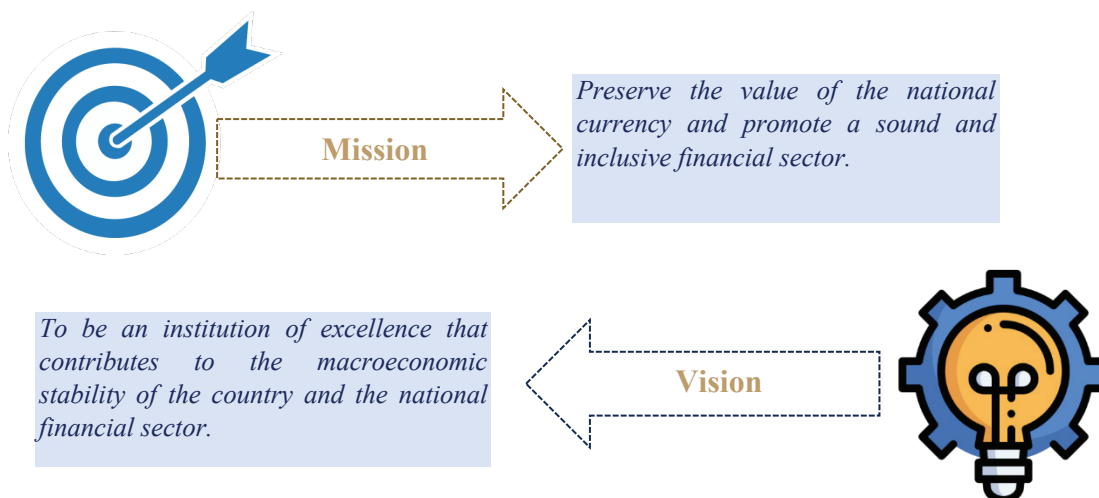 Mission
Preserve the value of the national
currency and promote a sound and
inclusive financial sector.
To be an institution of excellence that
contributes to the macroeconomic
stability of the country and the national
financial sector.
Vision